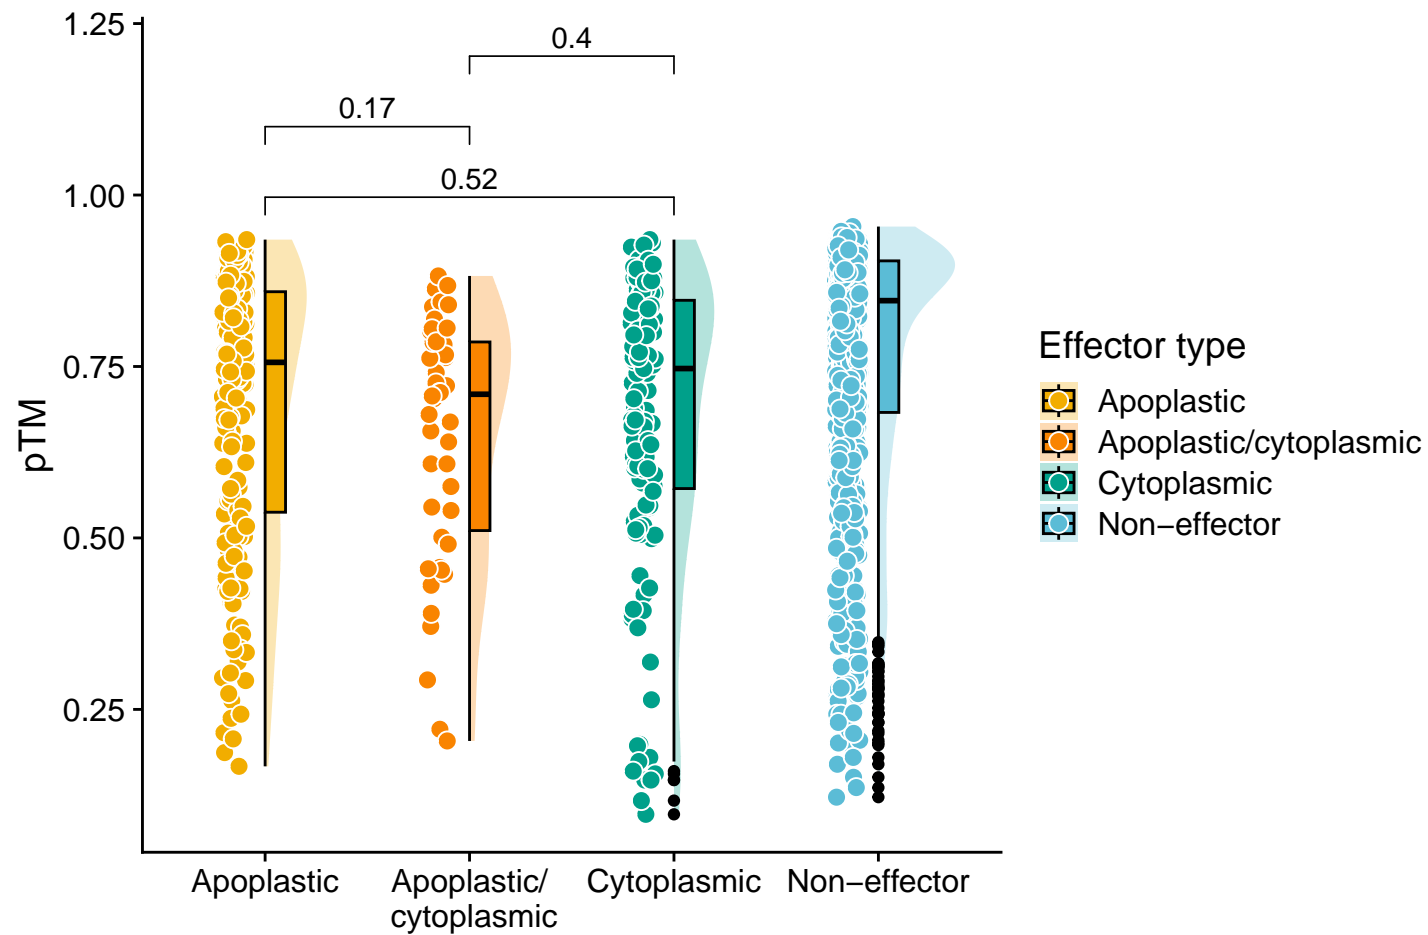 1.25
1.00
0.75
0.50
0.25
pTM
0.4
0.17
0.52
Apoplastic
Apoplastic/
cytoplasmic
Cytoplasmic
Non−effector
Effector type
Apoplastic
Apoplastic/cytoplasmic
Cytoplasmic
Non−effector